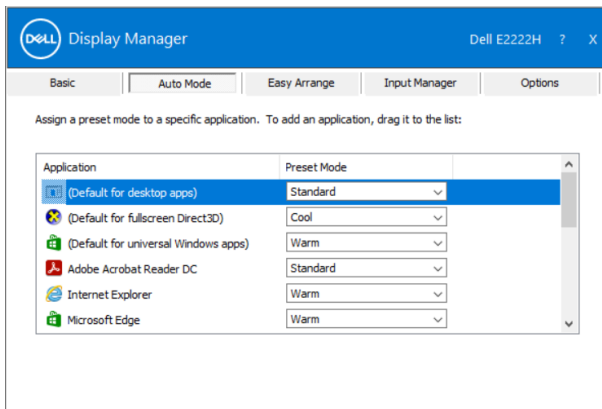 DELL Display Manager Dell E2222H ? X
Basic Auto Mode Easy Arrange Input Manager Options
Assign a preset mode to a specific application. To add an application, drag it to the list:
Application Preset Mode
(Default for desktop apps) Standard
(Default for fullscreen Direct3D) Cool
(Default for universal Windows apps) Warm
Adobe Acrobat Reader DC Standard
Internet Explorer Warm
Microsoft Edge Warm